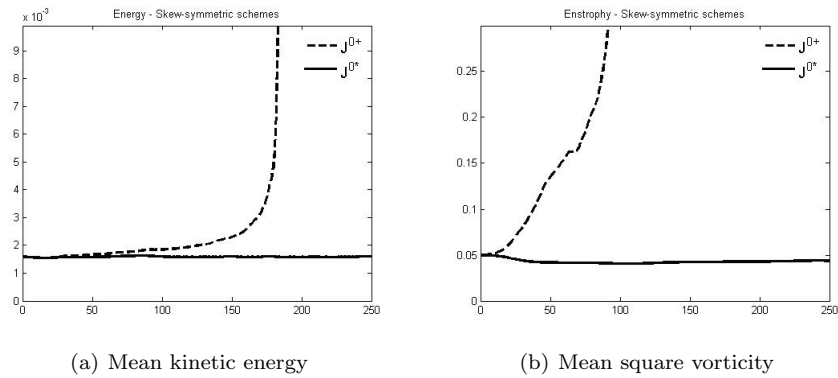 Energy - Skew-symmetric schemes
x 10⁻³
9
8
7
6
5
4
3
2
1
0
0 50 100 150 200 250
J⁰⁺
J⁰*
(a) Mean kinetic energy
Enstrophy - Skew-symmetric schemes
0.25
0.2
0.15
0.1
0.05
0
0 50 100 150 200 250
J⁰⁺
J⁰*
(b) Mean square vorticity